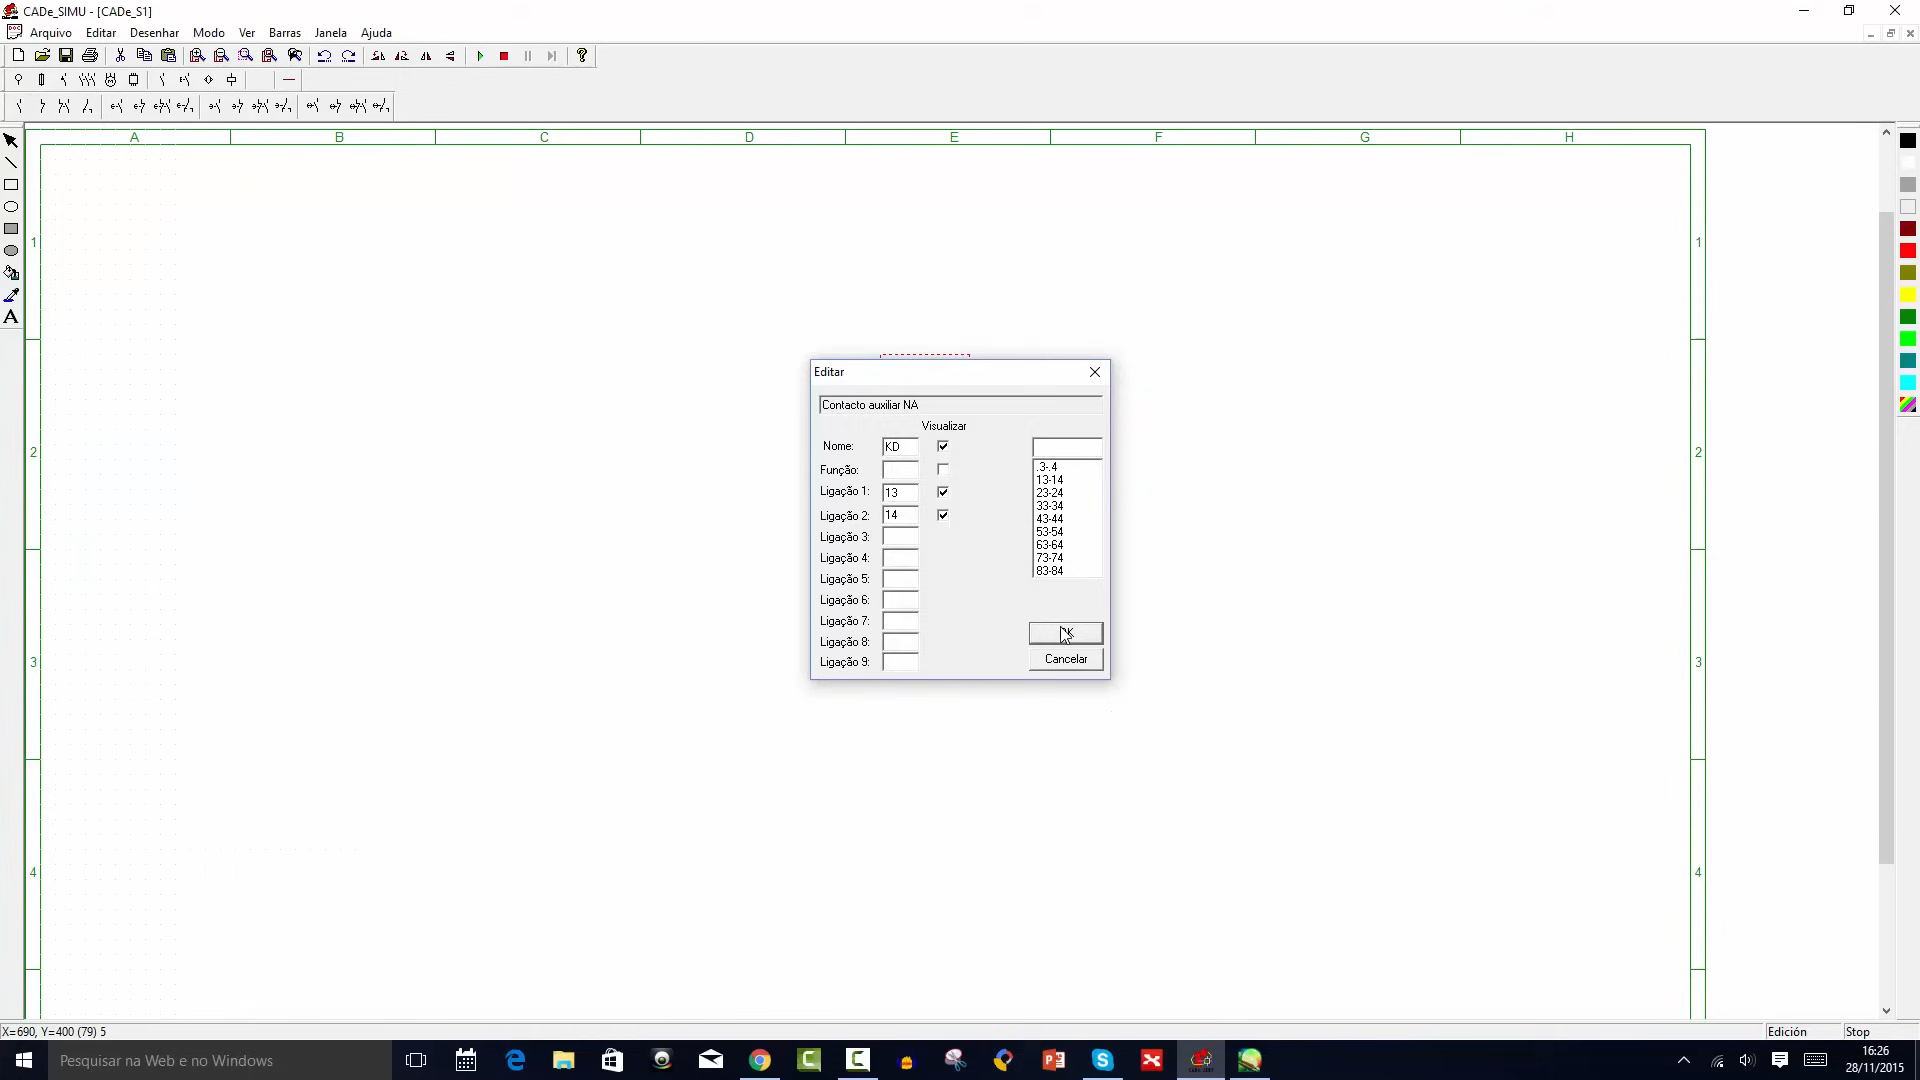 CADe_SIMU - [CADe_S1]
Arquivo Editar Desenhar Modo Ver Barras Janela Ajuda
A B C D E F G H
1 1
Editar
Contacto auxiliar NA
Visualizar
Nome: KD
2 2
Função:
.3-.4
13-14
Ligação 1: 13
23-24
33-34
Ligação 2: 14
43-44
53-54
Ligação 3:
63-64
Ligação 4:
73-74
83-84
Ligação 5:
Ligação 6:
Ligação 7:
Ligação 8:
Ligação 9:
Cancelar
3 3
4 4
X=690, Y=400 (79) 5
Edición Stop
Pesquisar na Web e no Windows
16:26
28/11/2015